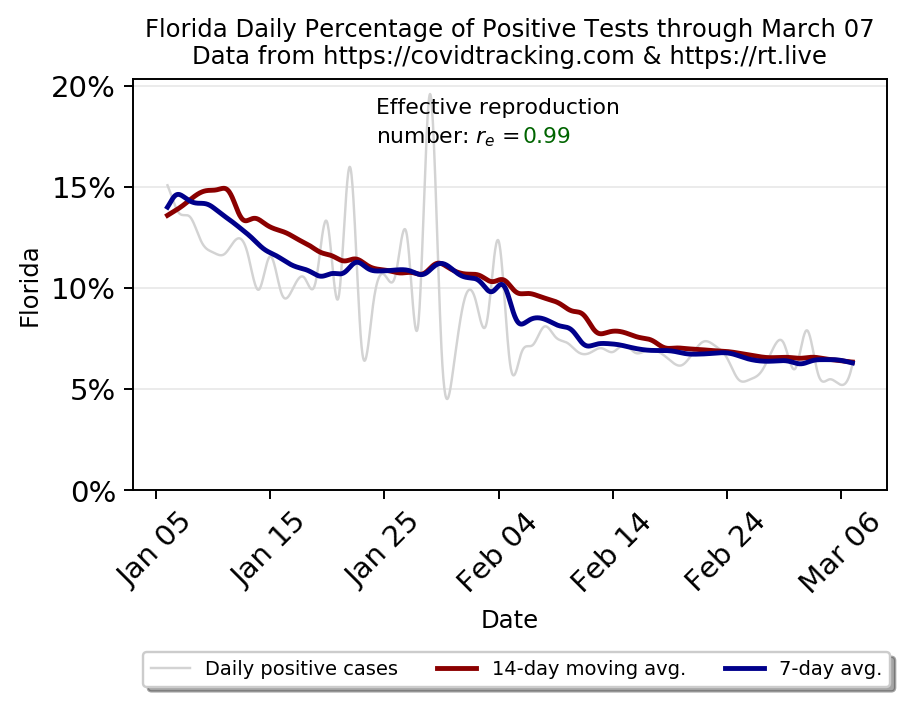 Florida Daily Percentage of Positive Tests through March 07
Data from https://covidtracking.com & https://rt.live
Effective reproduction
number: rₑ =0.99
20%
15%
10%
5%
0%
Florida
Jan 05
Jan 15
Jan 25
Feb 04
Feb 14
Feb 24
Mar 06
Date
Daily positive cases
14-day moving avg.
7-day avg.